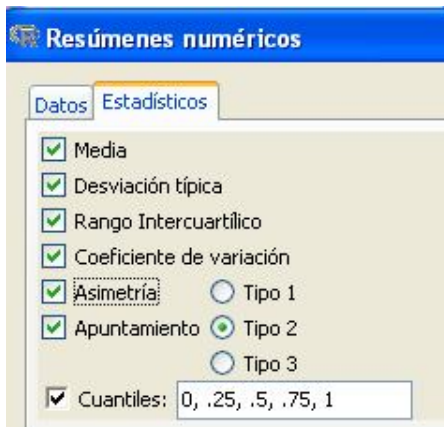 Resúmenes numéricos
Datos Estadísticos
Media
Desviación típica
Rango Intercuartílico
Coeficiente de variación
Asimetría Tipo 1
Apuntamiento Tipo 2
Tipo 3
Cuantiles: 0, .25, .5, .75, 1